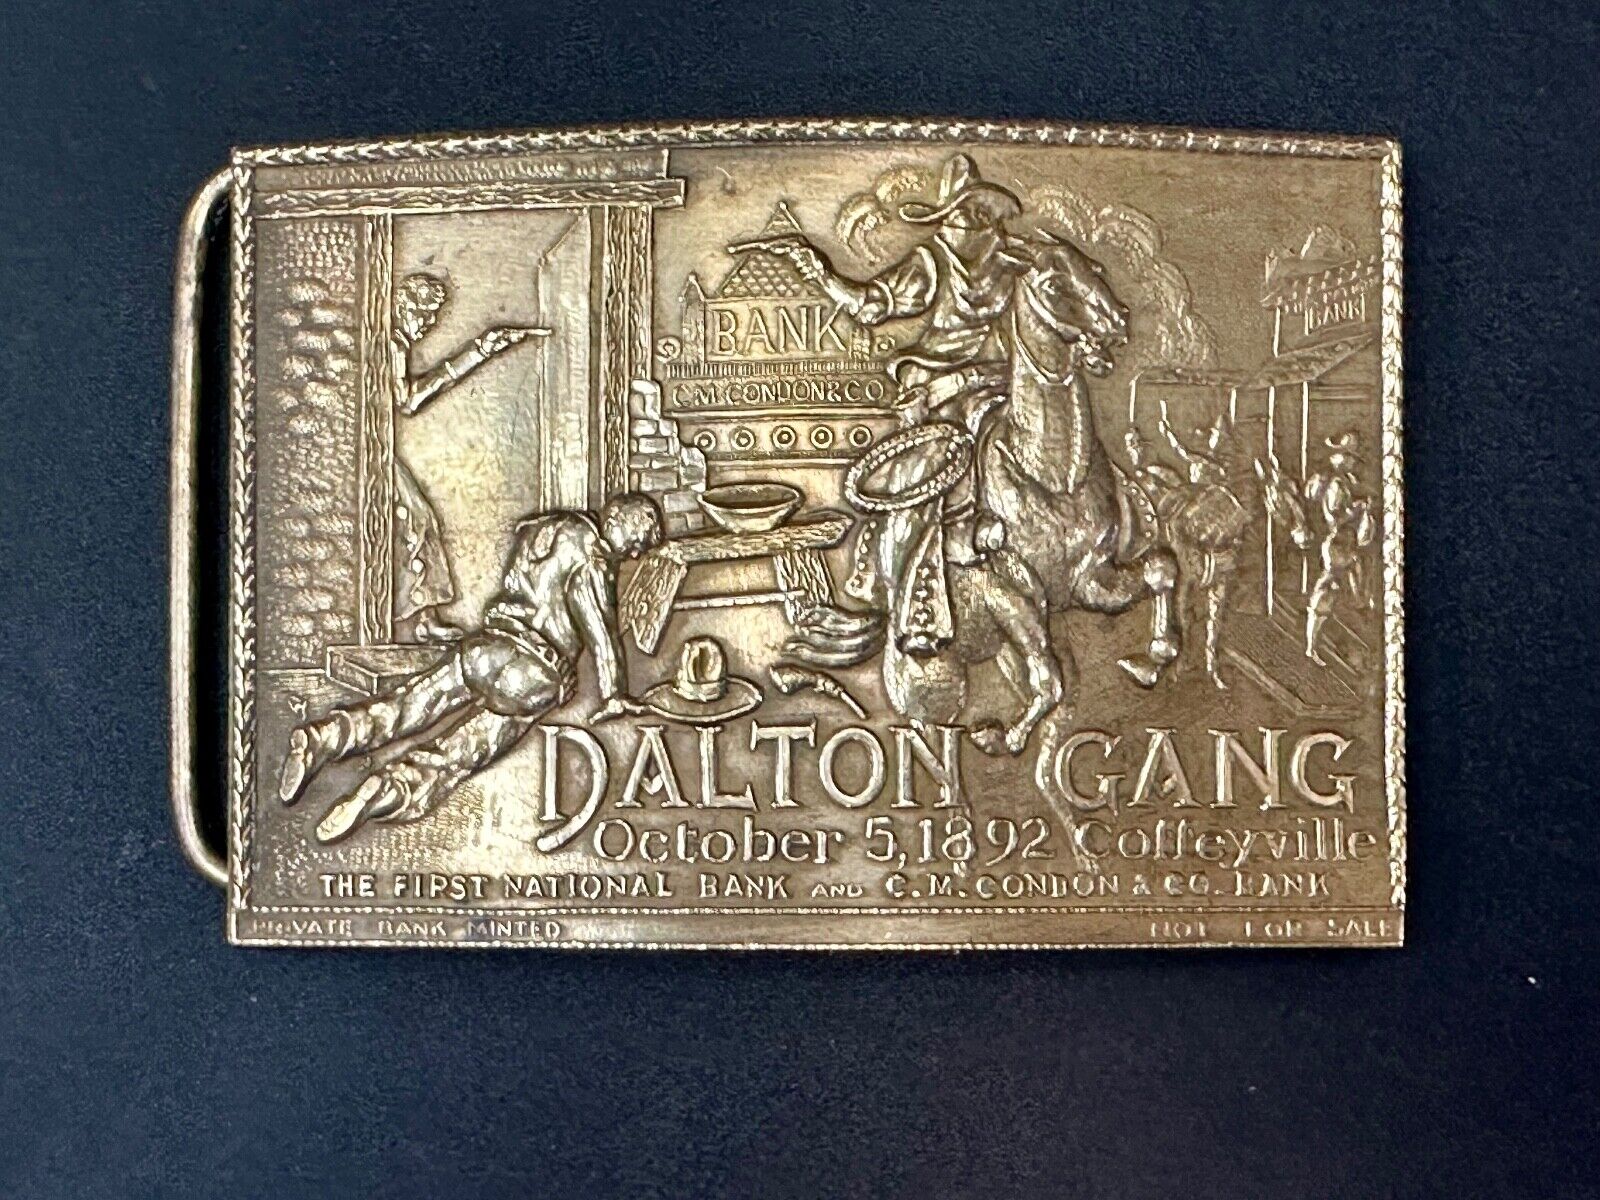 BANK
C.M.CONDON & CO
BANK
DALTON GANG
October 5, 1892 Coffeyville
THE FIRST NATIONAL BANK AND C.M. CONDON & CO. BANK
PRIVATE BANK MINTED NOT FOR SALE